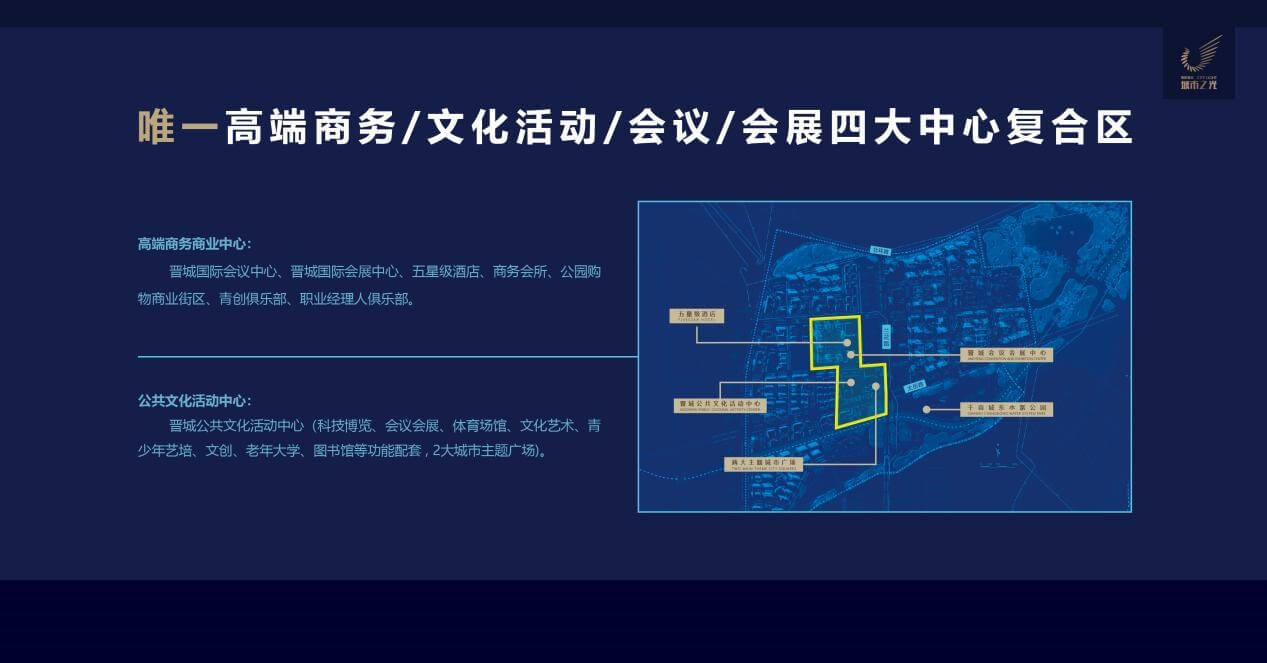 城市之光
唯一高端商务/文化活动/会议/会展四大中心复合区
高端商务商业中心：
晋城国际会议中心、晋城国际会展中心、五星级酒店、商务会所、公园购
物商业街区、青创俱乐部、职业经理人俱乐部。
公共文化活动中心：
晋城公共文化活动中心（科技博览、会议会展、体育场馆、文化艺术、青
少年艺培、文创、老年大学、图书馆等功能配套，2大城市主题广场)。
五星级酒店
FIVE-STAR HOTEL
晋城会议会展中心
晋城公共文化活动中心
两大主题城市广场
TWO MAIN THEME CITY SQUARES